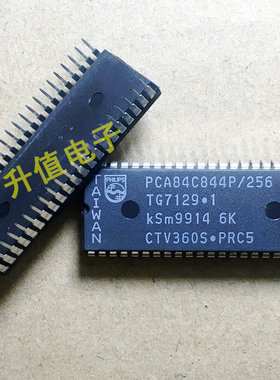 升值电子
TAIWAN
PHILIPS
PCA84C844P/256
TG7129•1
kSm9914 6K
CTV360S•PRC5